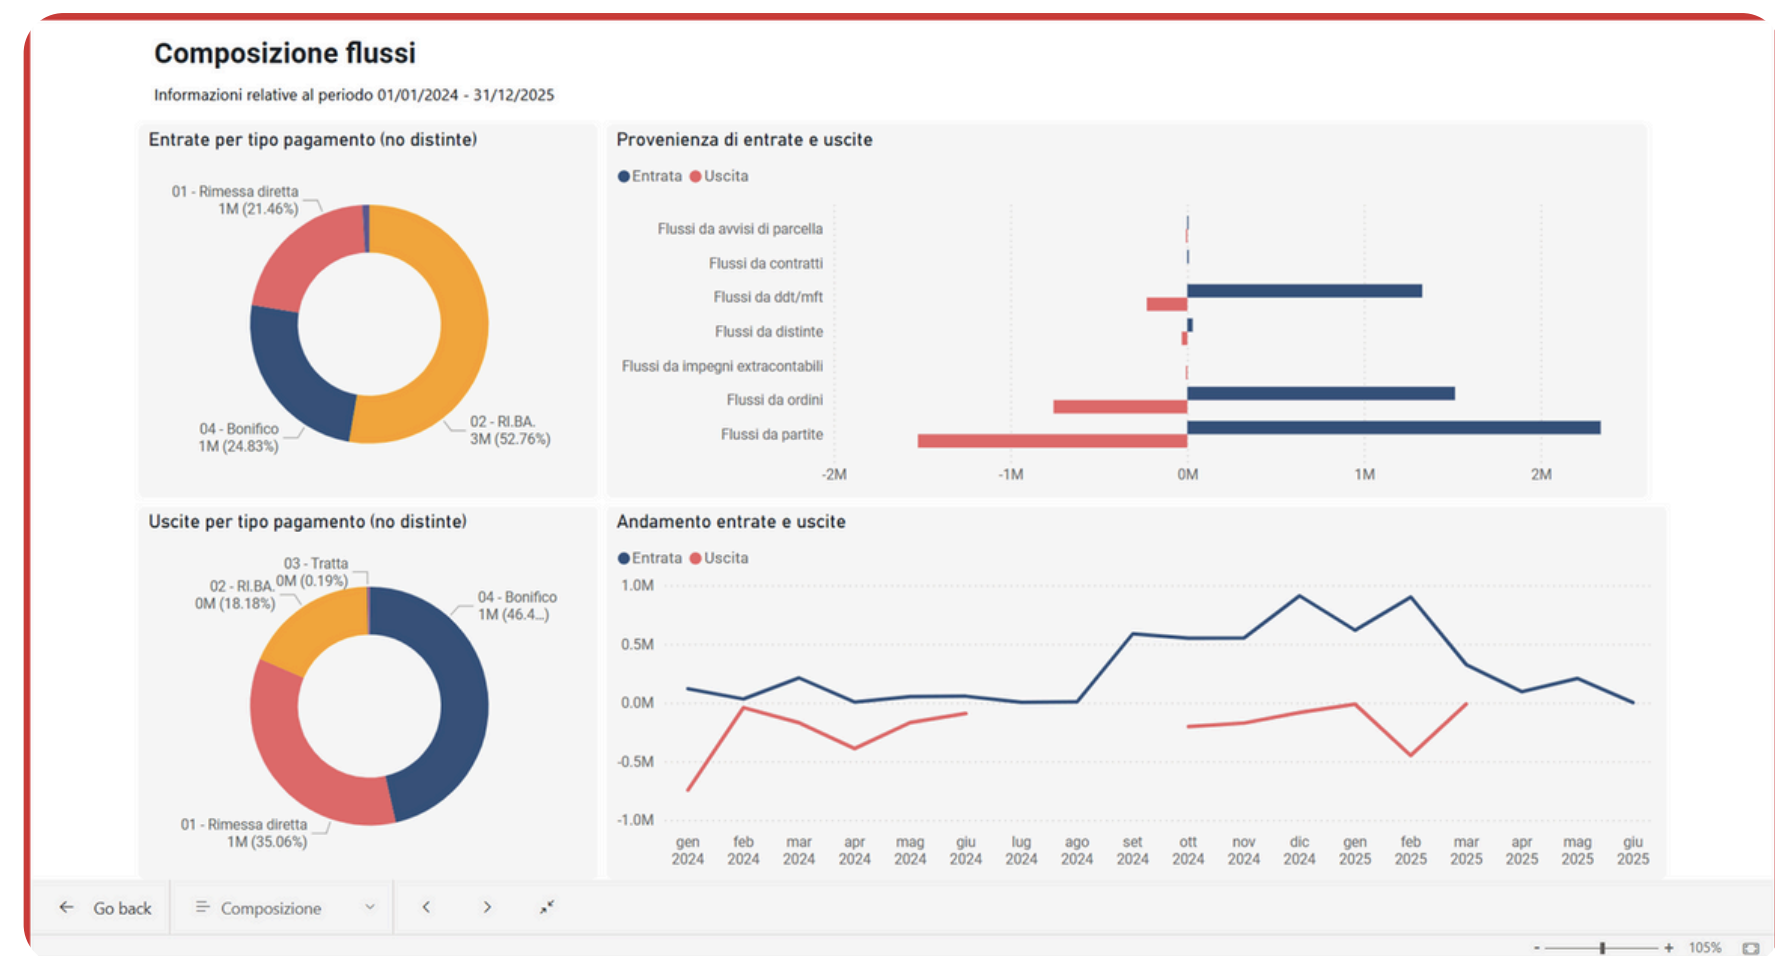 Composizione flussi
Informazioni relative al periodo 01/01/2024 - 31/12/2025
Entrate per tipo pagamento (no distinte)
01 - Rimessa diretta
1M (21.46%)
04 - Bonifico
1M (24.83%)
02 - RI.BA.
3M (52.76%)
Provenienza di entrate e uscite
Entrata Uscita
Flussi da avvisi di parcella
Flussi da contratti
Flussi da ddt/mft
Flussi da distinte
Flussi da impegni extracontabili
Flussi da ordini
Flussi da partite
-2M -1M 0M 1M 2M
Uscite per tipo pagamento (no distinte)
03 - Tratta
0M (0.19%)
02 - RI.BA.
0M (18.18%)
04 - Bonifico
1M (46.4...)
01 - Rimessa diretta
1M (35.06%)
Andamento entrate e uscite
Entrata Uscita
1.0M
0.5M
0.0M
-0.5M
-1.0M
gen feb mar apr mag giu lug ago set ott nov dic gen feb mar apr mag giu
2024 2024 2024 2024 2024 2024 2024 2024 2024 2024 2024 2024 2025 2025 2025 2025 2025 2025
Go back Composizione
- + 105%